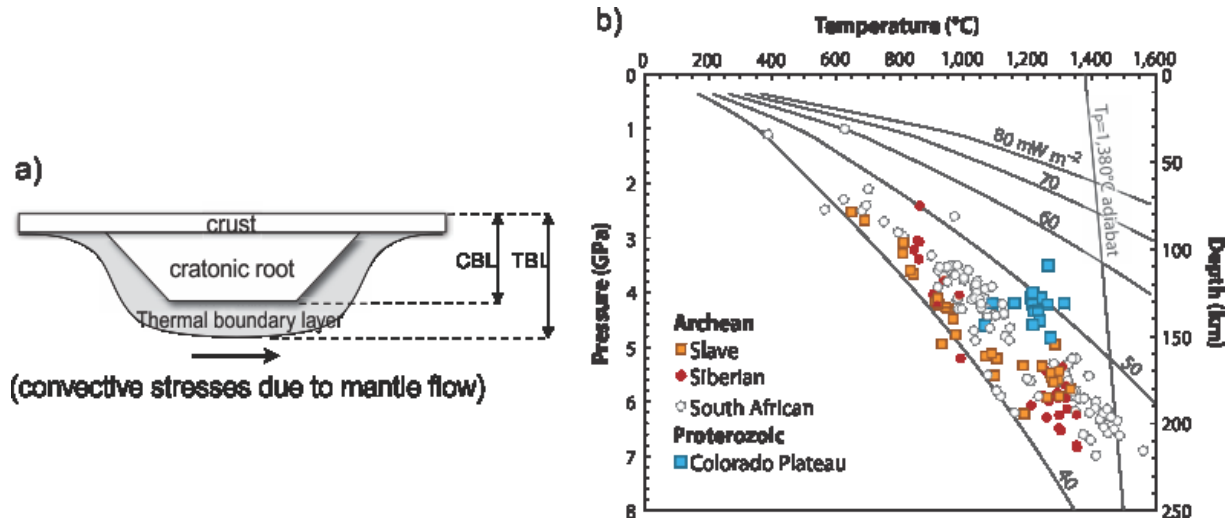 a)
crust
cratonic root
CBL
TBL
Thermal boundary layer
(convective stresses due to mantle flow)
b)
Temperature (°C)
0 200 400 600 800 1,000 1,200 1,400 1,600
Pressure (GPa)
0
1
2
3
4
5
6
7
8
Depth (km)
0
50
100
150
200
250
80 mW m⁻²
70
60
50
40
Tp=1,380°C adiabat
Archean
Slave
Siberian
South African
Proterozoic
Colorado Plateau